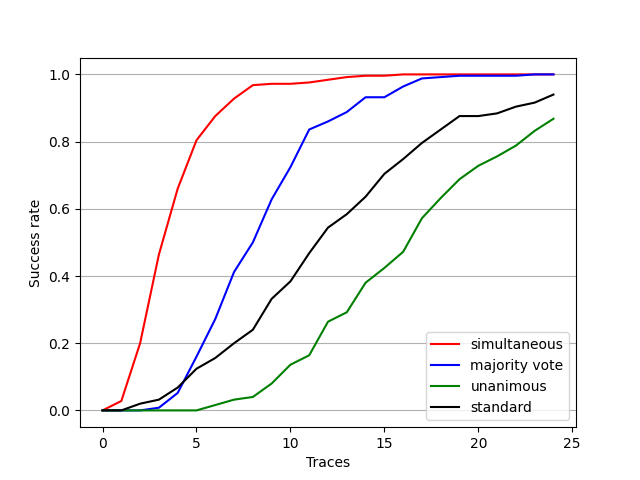 1.0
0.8
0.6
0.4
0.2
0.0
Success rate
0 5 10 15 20 25
Traces
simultaneous
majority vote
unanimous
standard